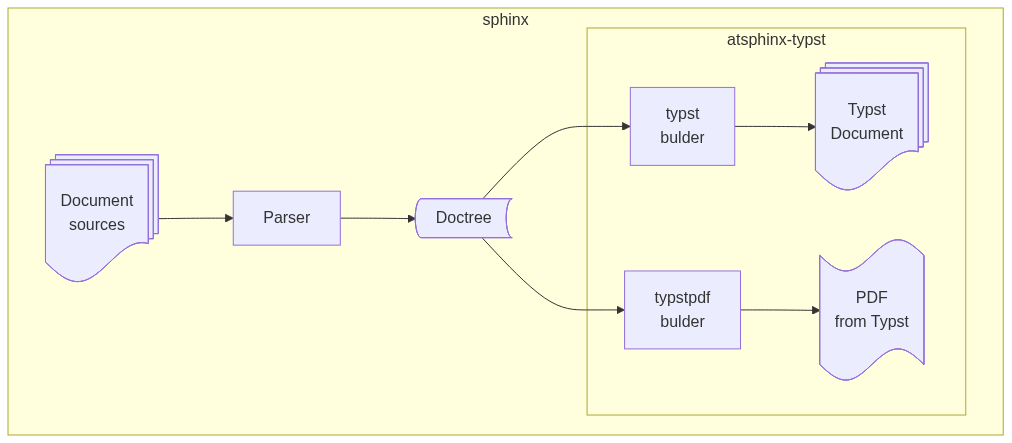 sphinx
atsphinx-typst
Document
sources
Parser
Doctree
typst
bulder
Typst
Document
typstpdf
bulder
PDF
from Typst